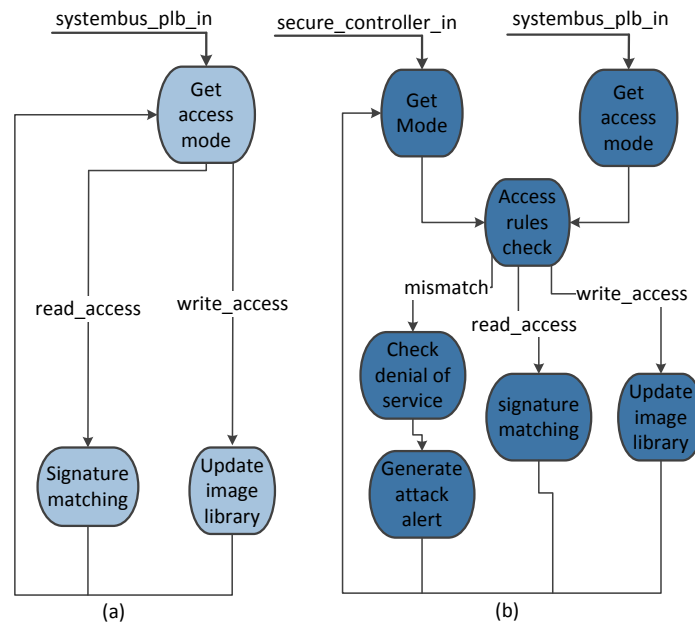 systembus_plb_in
Get
access
mode
read_access
write_access
Signature
matching
Update
image
library
(a)
secure_controller_in
systembus_plb_in
Get
Mode
Get
access
mode
Access
rules
check
mismatch
read_access
write_access
Check
denial of
service
signature
matching
Update
image
library
Generate
attack
alert
(b)